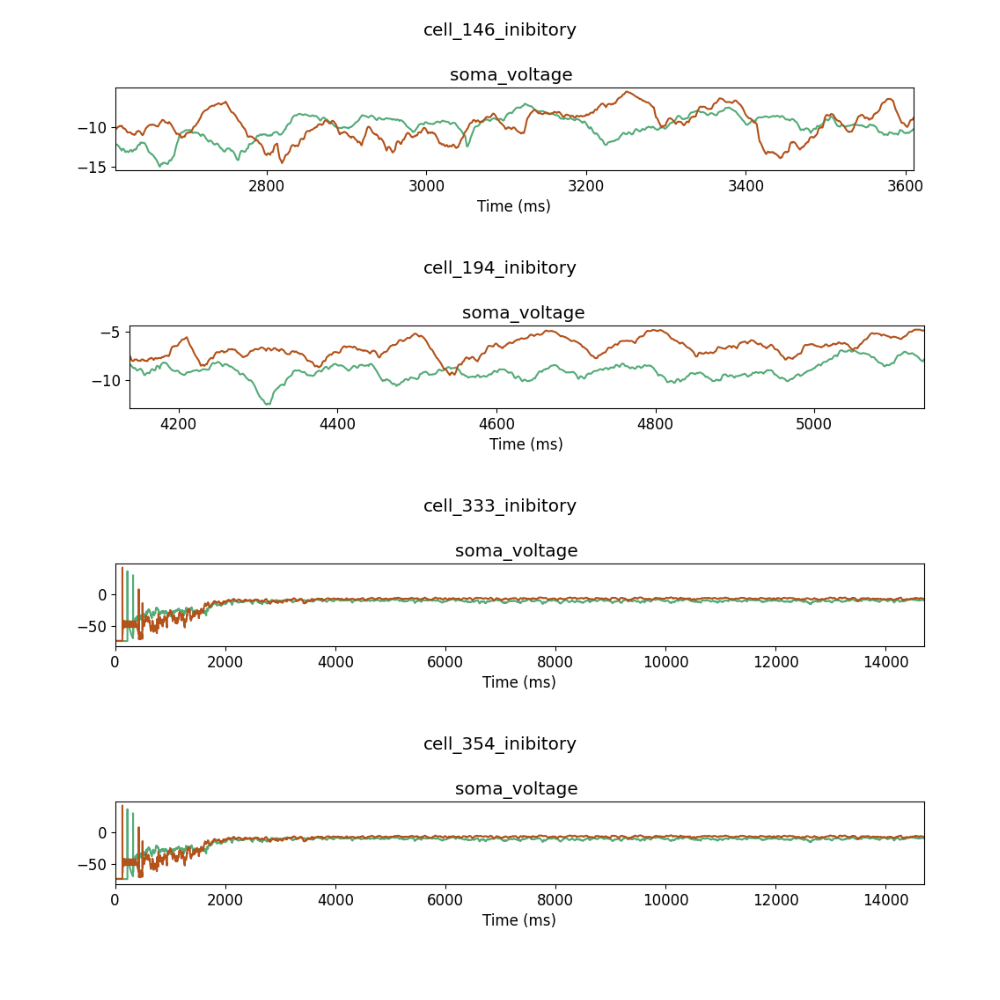 cell_146_inibitory
soma_voltage
−10
−15
2800 3000 3200 3400 3600
Time (ms)
cell_194_inibitory
soma_voltage
−5
−10
4200 4400 4600 4800 5000
Time (ms)
cell_333_inibitory
soma_voltage
0
−50
0 2000 4000 6000 8000 10000 12000 14000
Time (ms)
cell_354_inibitory
soma_voltage
0
−50
0 2000 4000 6000 8000 10000 12000 14000
Time (ms)